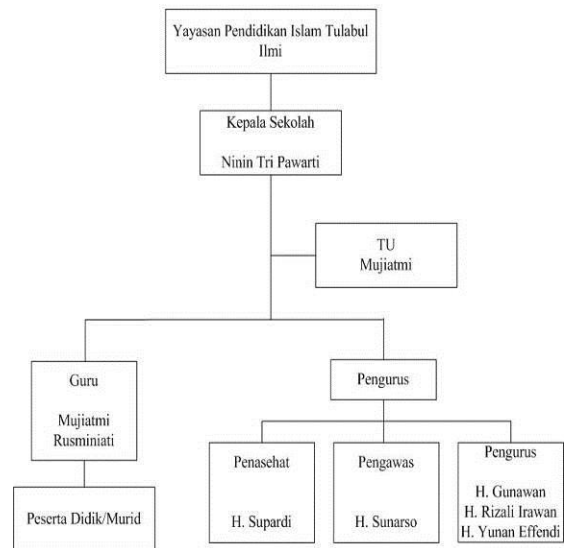 Yayasan Pendidikan Islam Tulabul
Ilmi
Kepala Sekolah
Ninin Tri Pawarti
TU
Mujiatmi
Guru
Mujiatmi
Rusminiati
Peserta Didik/Murid
Pengurus
Penasehat
H. Supardi
Pengawas
H. Sunarso
Pengurus
H. Gunawan
H. Rizali Irawan
H. Yunan Effendi